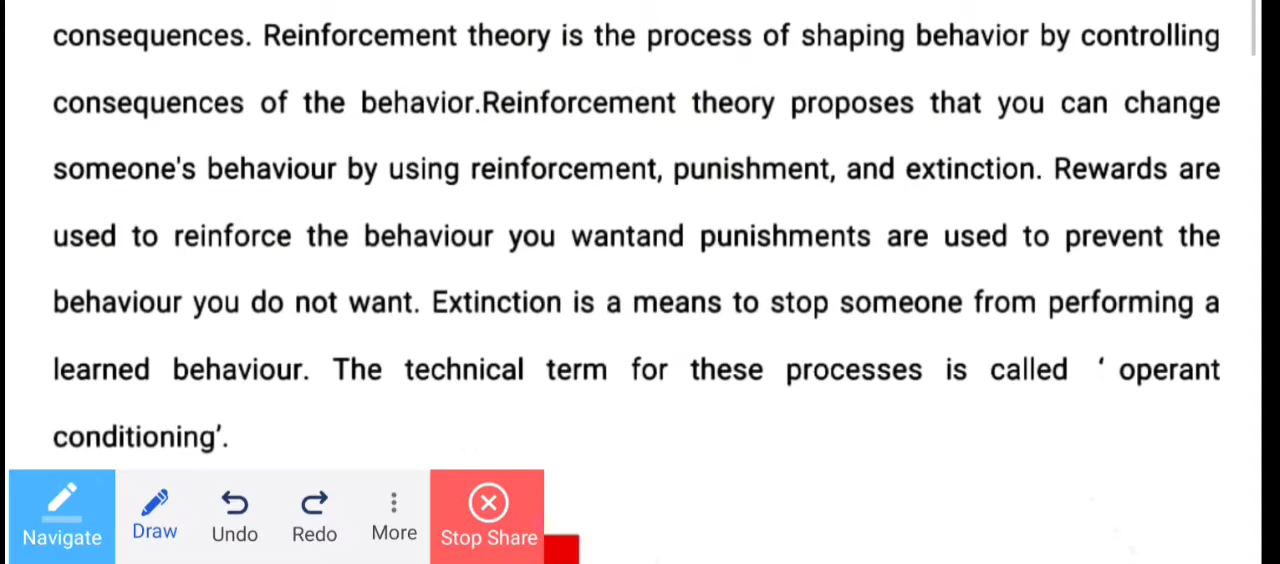 consequences. Reinforcement theory is the process of shaping behavior by controlling
consequences of the behavior.Reinforcement theory proposes that you can change
someone's behaviour by using reinforcement, punishment, and extinction. Rewards are
used to reinforce the behaviour you wantand punishments are used to prevent the
behaviour you do not want. Extinction is a means to stop someone from performing a
learned behaviour. The technical term for these processes is called ‘ operant
conditioning’.
Navigate Draw Undo Redo More Stop Share